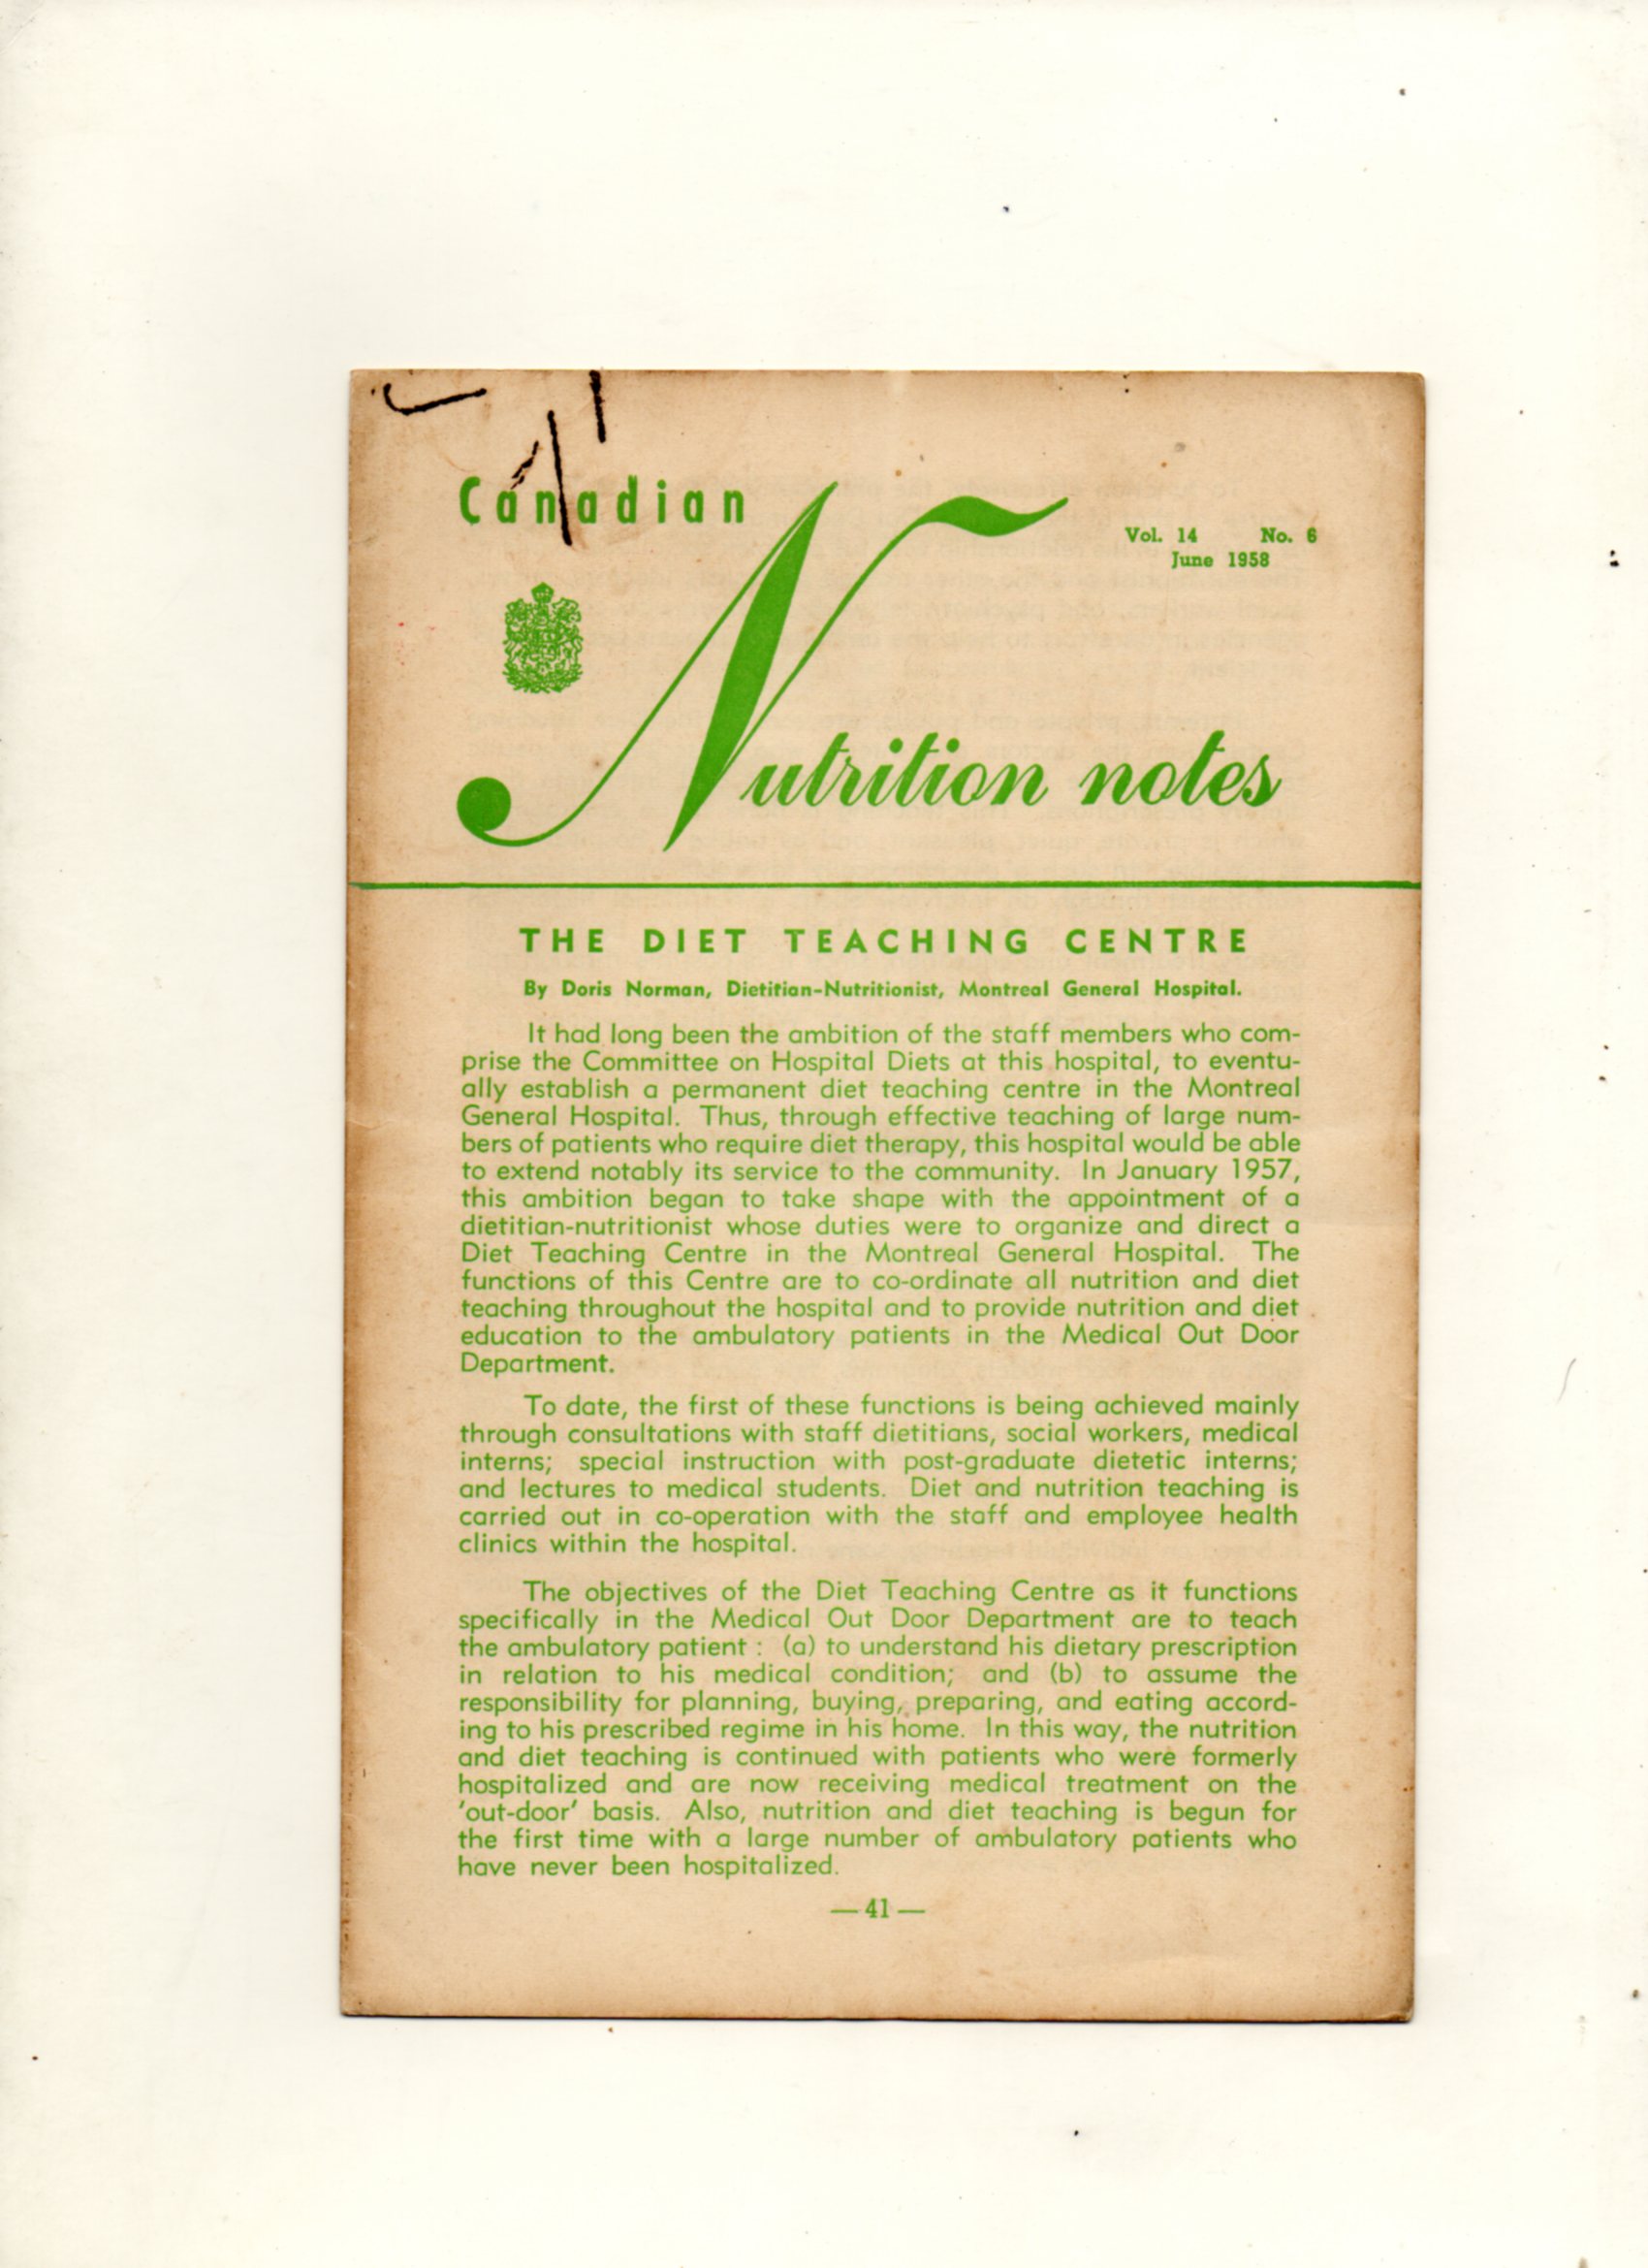 Canadian
Nutrition notes
Vol. 14 No. 6
June 1958
THE DIET TEACHING CENTRE
By Doris Norman, Dietitian-Nutritionist, Montreal General Hospital.
It had long been the ambition of the staff members who com-
prise the Committee on Hospital Diets at this hospital, to eventu-
ally establish a permanent diet teaching centre in the Montreal
General Hospital. Thus, through effective teaching of large num-
bers of patients who require diet therapy, this hospital would be able
to extend notably its service to the community. In January 1957,
this ambition began to take shape with the appointment of a
dietitian-nutritionist whose duties were to organize and direct a
Diet Teaching Centre in the Montreal General Hospital. The
functions of this Centre are to co-ordinate all nutrition and diet
teaching throughout the hospital and to provide nutrition and diet
education to the ambulatory patients in the Medical Out Door
Department.
To date, the first of these functions is being achieved mainly
through consultations with staff dietitians, social workers, medical
interns; special instruction with post-graduate dietetic interns;
and lectures to medical students. Diet and nutrition teaching is
carried out in co-operation with the staff and employee health
clinics within the hospital.
The objectives of the Diet Teaching Centre as it functions
specifically in the Medical Out Door Department are to teach
the ambulatory patient : (a) to understand his dietary prescription
in relation to his medical condition; and (b) to assume the
responsibility for planning, buying, preparing, and eating accord-
ing to his prescribed regime in his home. In this way, the nutrition
and diet teaching is continued with patients who were formerly
hospitalized and are now receiving medical treatment on the
'out-door' basis. Also, nutrition and diet teaching is begun for
the first time with a large number of ambulatory patients who
have never been hospitalized.
— 41 —